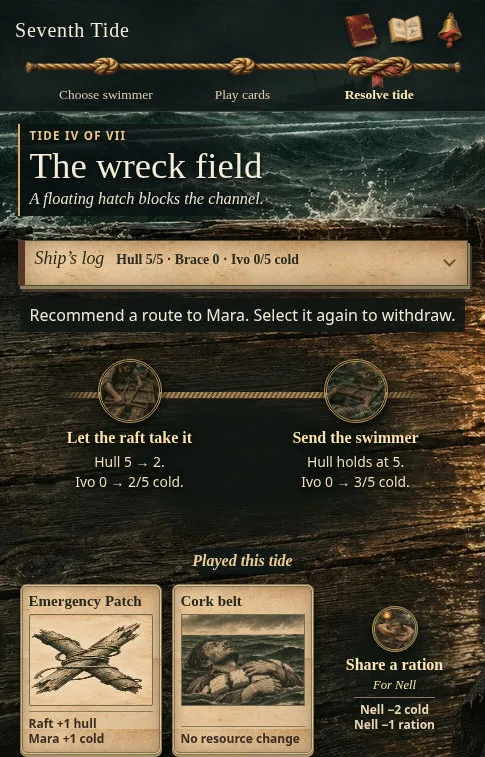 Seventh Tide
Choose swimmer
Play cards
Resolve tide
TIDE IV OF VII
The wreck field
A floating hatch blocks the channel.
Ship's log Hull 5/5 · Brace 0 · Ivo 0/5 cold
Recommend a route to Mara. Select it again to withdraw.
Let the raft take it
Hull 5 → 2.
Ivo 0 → 2/5 cold.
Send the swimmer
Hull holds at 5.
Ivo 0 → 3/5 cold.
Played this tide
Emergency Patch
Raft +1 hull
Mara +1 cold
Cork belt
No resource change
Share a ration
For Nell
Nell −2 cold
Nell −1 ration